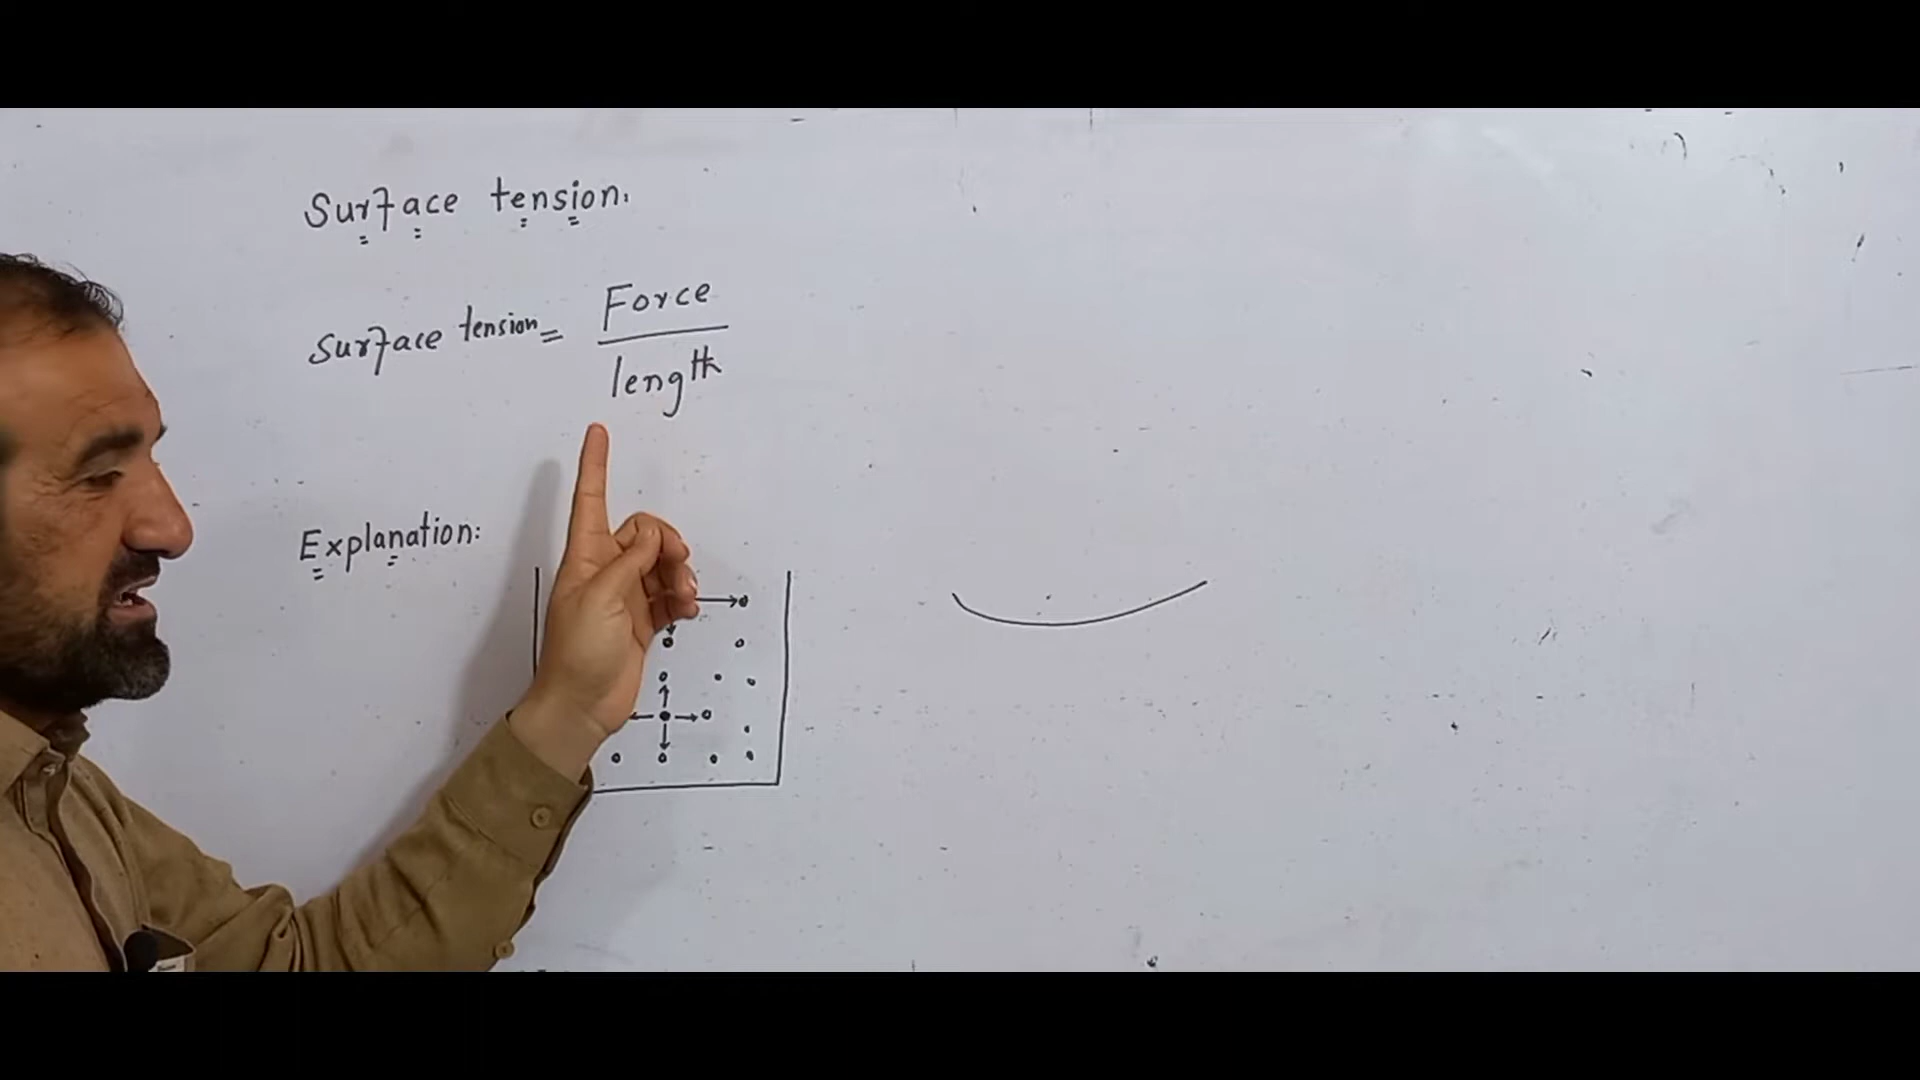 Surface tension.
Surface tension = Force
length
Explanation: